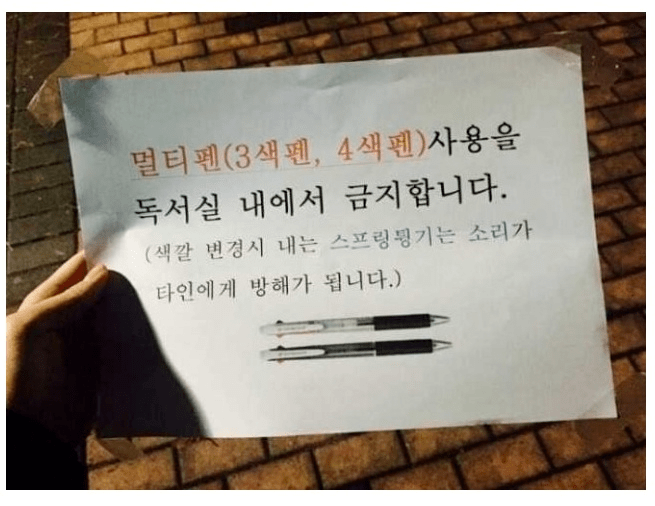 멀티펜(3색펜, 4색펜)사용을
독서실 내에서 금지합니다.
(색깔 변경시 내는 스프링튕기는 소리가
타인에게 방해가 됩니다.)